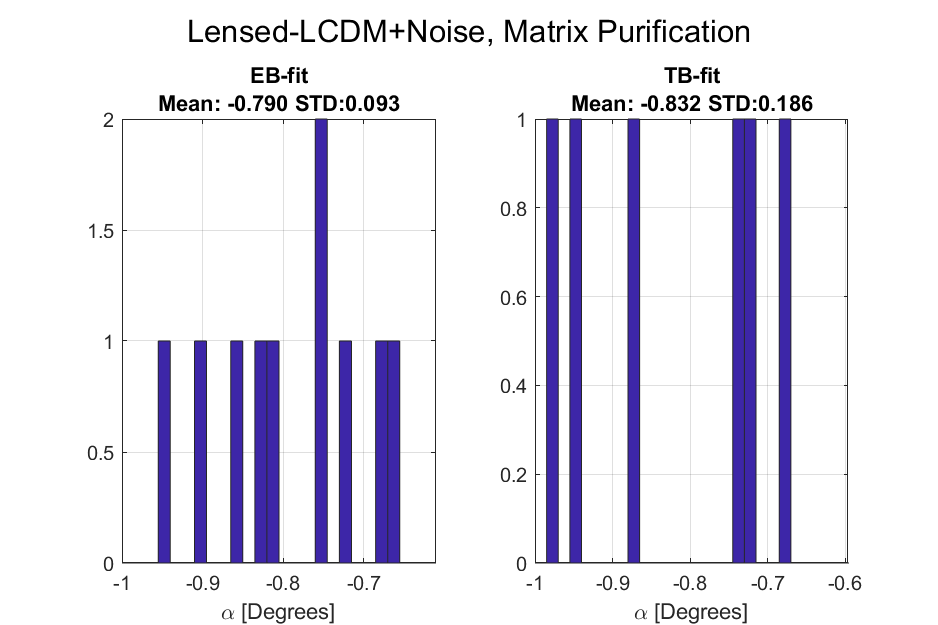 Lensed-LCDM+Noise, Matrix Purification
EB-fit
Mean: -0.790 STD:0.093
2
1.5
1
0.5
0
-1
-0.9
-0.8
-0.7
α [Degrees]
TB-fit
Mean: -0.832 STD:0.186
1
0.8
0.6
0.4
0.2
0
-1
-0.9
-0.8
-0.7
-0.6
α [Degrees]